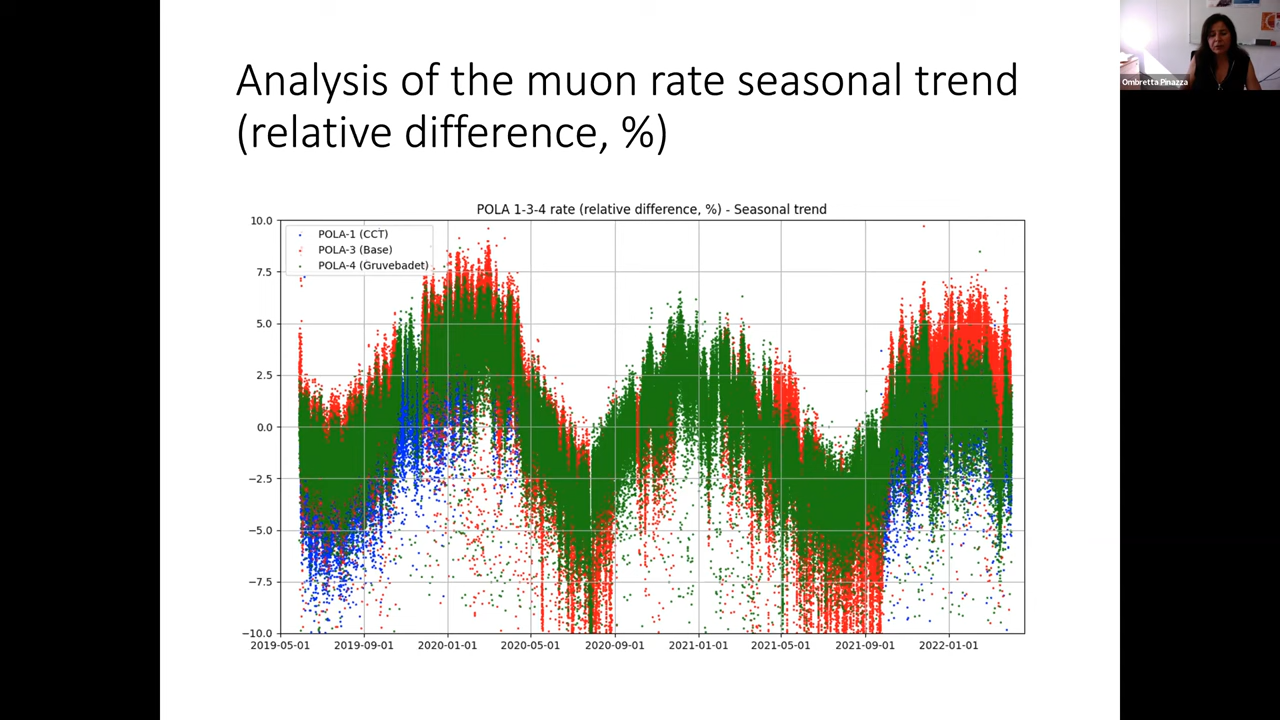 Analysis of the muon rate seasonal trend
(relative difference, %)
Ombretta Pinazza
POLA 1-3-4 rate (relative difference, %) - Seasonal trend
POLA-1 (CCT)
POLA-3 (Base)
POLA-4 (Gruvebadet)
10.0
7.5
5.0
2.5
0.0
−2.5
−5.0
−7.5
−10.0
2019-05-01 2019-09-01 2020-01-01 2020-05-01 2020-09-01 2021-01-01 2021-05-01 2021-09-01 2022-01-01